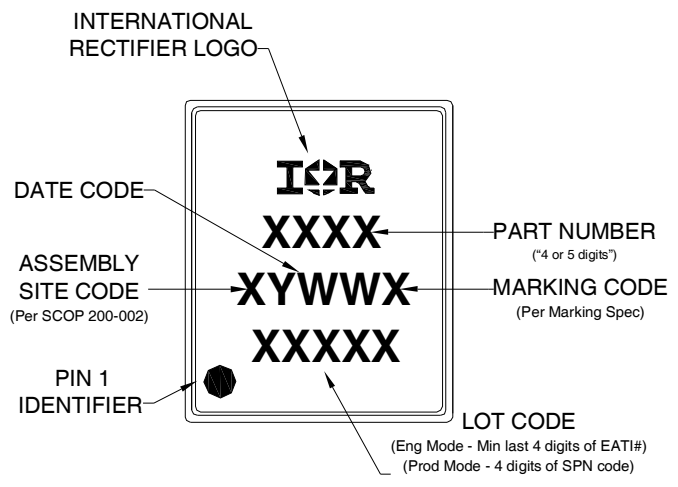 INTERNATIONAL
RECTIFIER LOGO
IOR
DATE CODE
XXXX
PART NUMBER
("4 or 5 digits")
ASSEMBLY
SITE CODE
(Per SCOP 200-002)
XYWWX
MARKING CODE
(Per Marking Spec)
XXXXX
PIN 1
IDENTIFIER
LOT CODE
(Eng Mode - Min last 4 digits of EATI#)
(Prod Mode - 4 digits of SPN code)